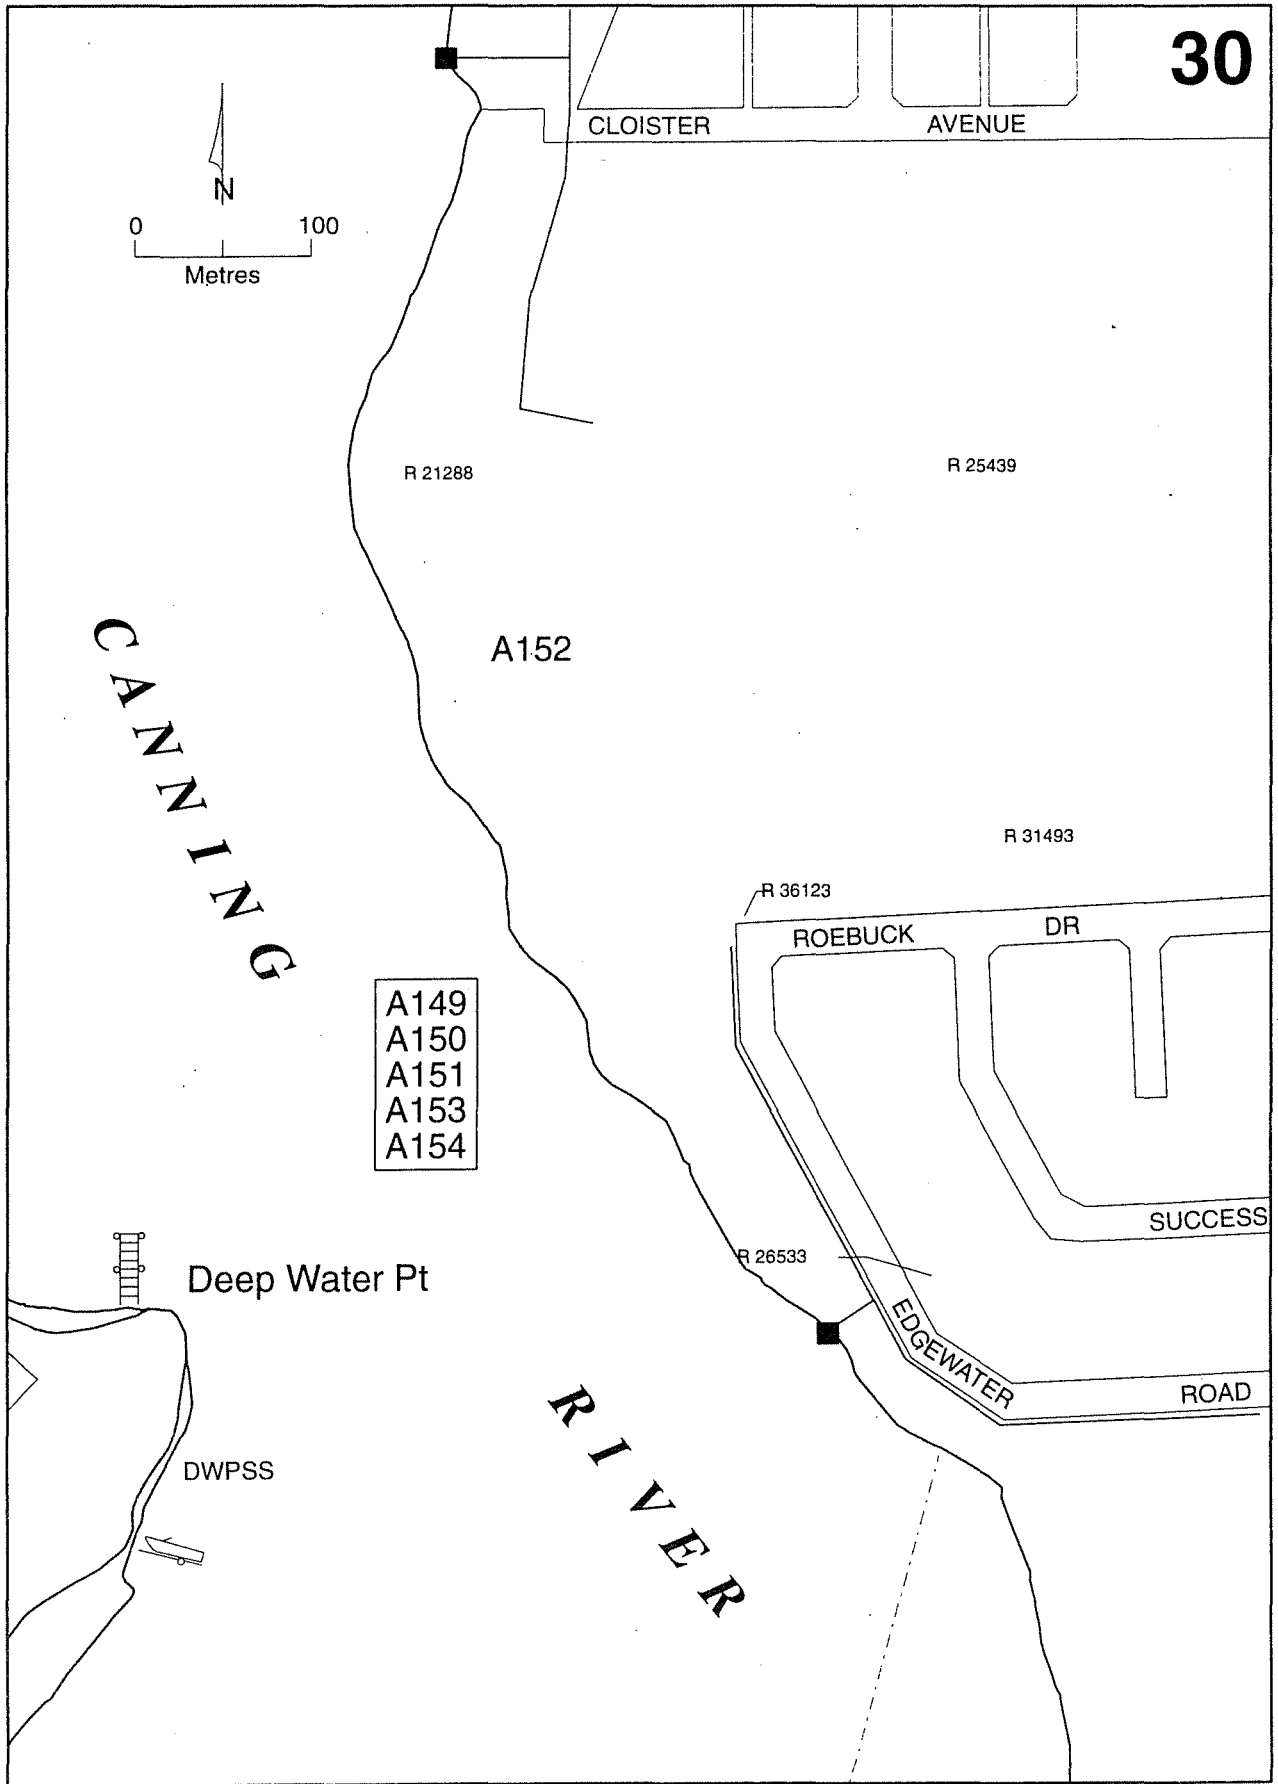 30
CLOISTER AVENUE
N
0 100
Metres
R 21288
R 25439
A152
CANNING
R 31493
R 36123
ROEBUCK DR
A149
A150
A151
A153
A154
SUCCESS
R 26533
Deep Water Pt
EDGEWATER ROAD
RIVER
DWPSS